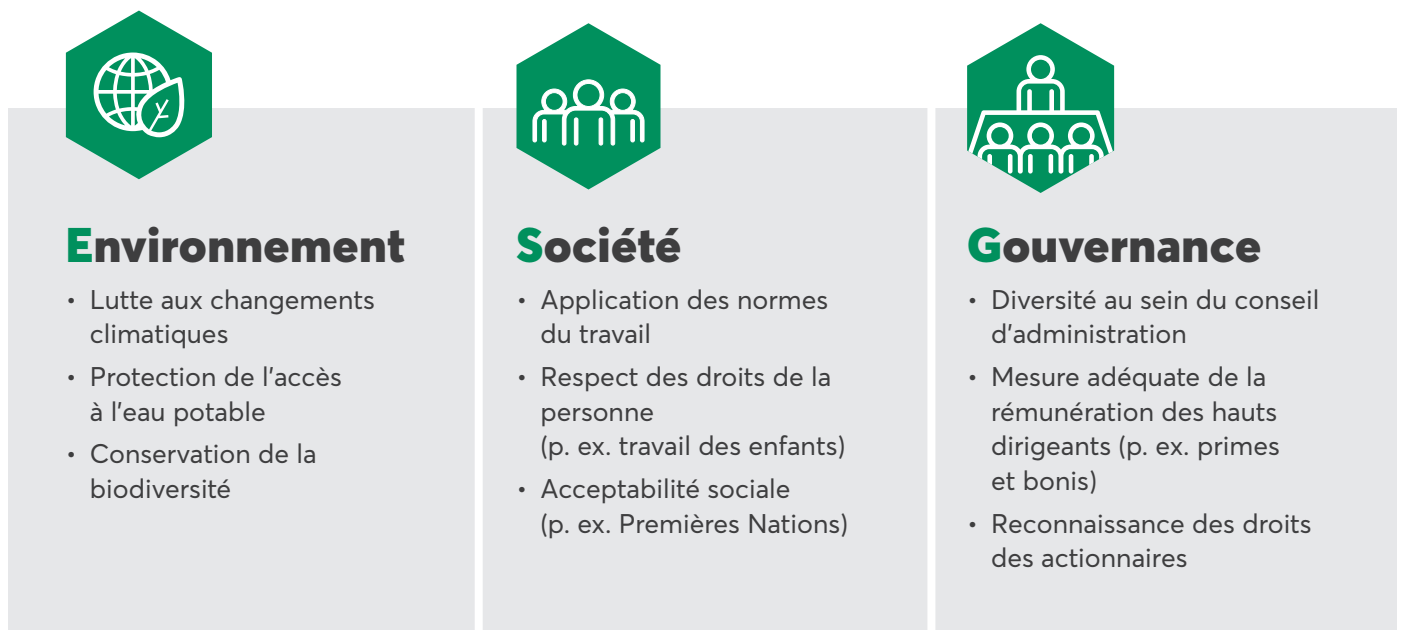 Environnement
• Lutte aux changements
climatiques
• Protection de l’accès
à l’eau potable
• Conservation de la
biodiversité
Société
• Application des normes
du travail
• Respect des droits de la
personne
(p. ex. travail des enfants)
• Acceptabilité sociale
(p. ex. Premières Nations)
Gouvernance
• Diversité au sein du conseil
d’administration
• Mesure adéquate de la
rémunération des hauts
dirigeants (p. ex. primes
et bonis)
• Reconnaissance des droits
des actionnaires